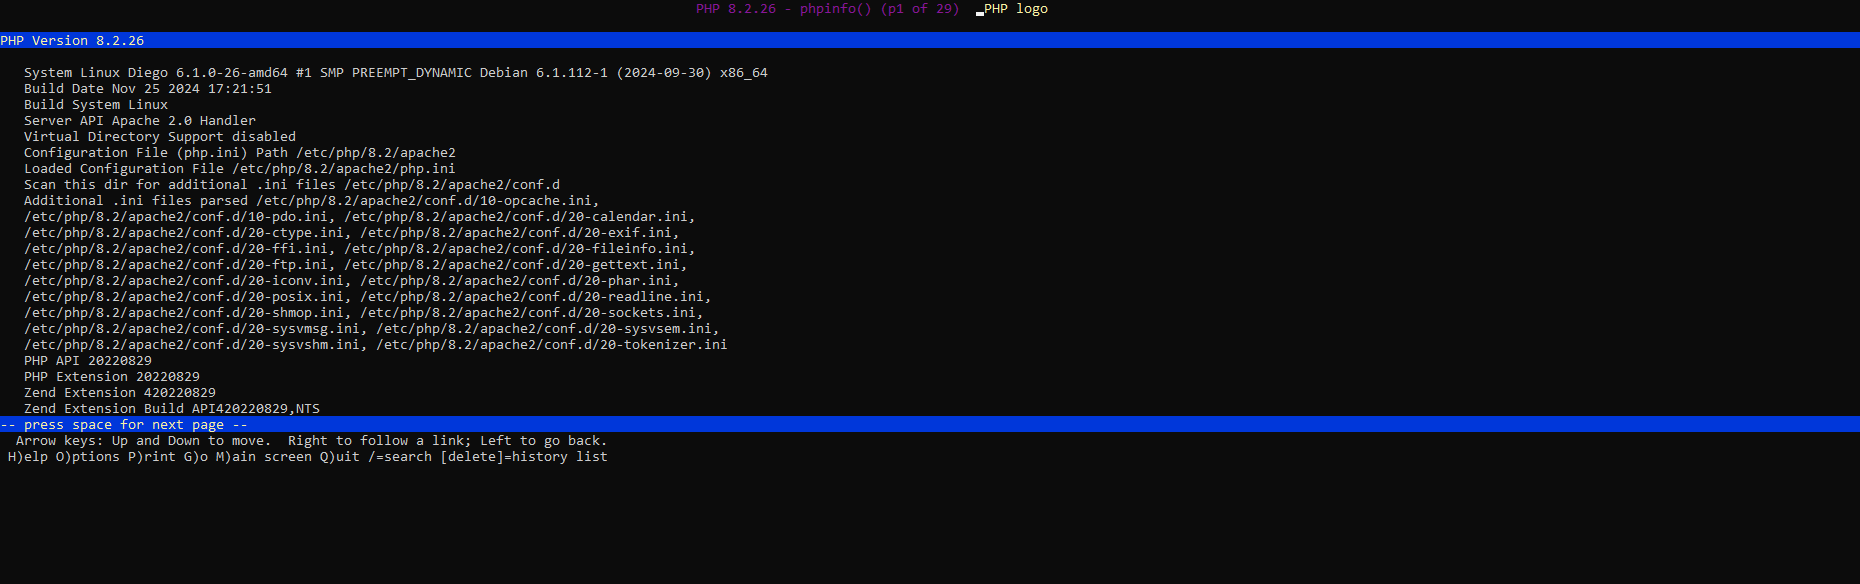 PHP 8.2.26 - phpinfo() (p1 of 29)  PHP logo
PHP Version 8.2.26
System Linux Diego 6.1.0-26-amd64 #1 SMP PREEMPT_DYNAMIC Debian 6.1.112-1 (2024-09-30) x86_64
Build Date Nov 25 2024 17:21:51
Build System Linux
Server API Apache 2.0 Handler
Virtual Directory Support disabled
Configuration File (php.ini) Path /etc/php/8.2/apache2
Loaded Configuration File /etc/php/8.2/apache2/php.ini
Scan this dir for additional .ini files /etc/php/8.2/apache2/conf.d
Additional .ini files parsed /etc/php/8.2/apache2/conf.d/10-opcache.ini,
/etc/php/8.2/apache2/conf.d/10-pdo.ini, /etc/php/8.2/apache2/conf.d/20-calendar.ini,
/etc/php/8.2/apache2/conf.d/20-ctype.ini, /etc/php/8.2/apache2/conf.d/20-exif.ini,
/etc/php/8.2/apache2/conf.d/20-ffi.ini, /etc/php/8.2/apache2/conf.d/20-fileinfo.ini,
/etc/php/8.2/apache2/conf.d/20-ftp.ini, /etc/php/8.2/apache2/conf.d/20-gettext.ini,
/etc/php/8.2/apache2/conf.d/20-iconv.ini, /etc/php/8.2/apache2/conf.d/20-phar.ini,
/etc/php/8.2/apache2/conf.d/20-posix.ini, /etc/php/8.2/apache2/conf.d/20-readline.ini,
/etc/php/8.2/apache2/conf.d/20-shmop.ini, /etc/php/8.2/apache2/conf.d/20-sockets.ini,
/etc/php/8.2/apache2/conf.d/20-sysvmsg.ini, /etc/php/8.2/apache2/conf.d/20-sysvsem.ini,
/etc/php/8.2/apache2/conf.d/20-sysvshm.ini, /etc/php/8.2/apache2/conf.d/20-tokenizer.ini
PHP API 20220829
PHP Extension 20220829
Zend Extension 420220829
Zend Extension Build API420220829,NTS
-- press space for next page --
Arrow keys: Up and Down to move.  Right to follow a link; Left to go back.
H)elp O)ptions P)rint G)o M)ain screen Q)uit /=search [delete]=history list